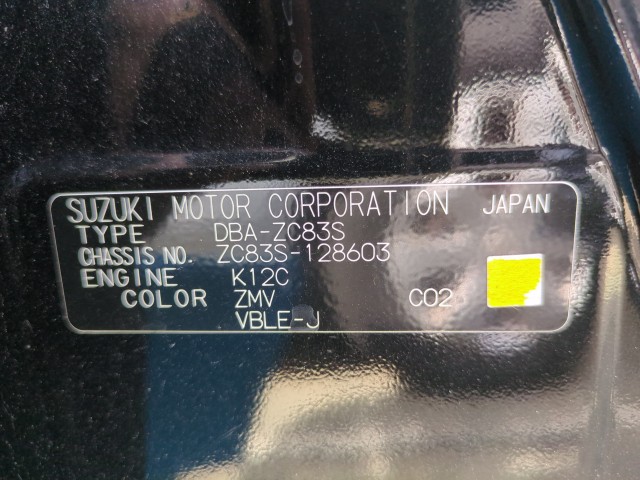 SUZUKI MOTOR CORPORATION JAPAN
TYPE DBA-ZC83S
CHASSIS NO. ZC83S-128603
ENGINE K12C
COLOR ZMV C02
VBLE-J